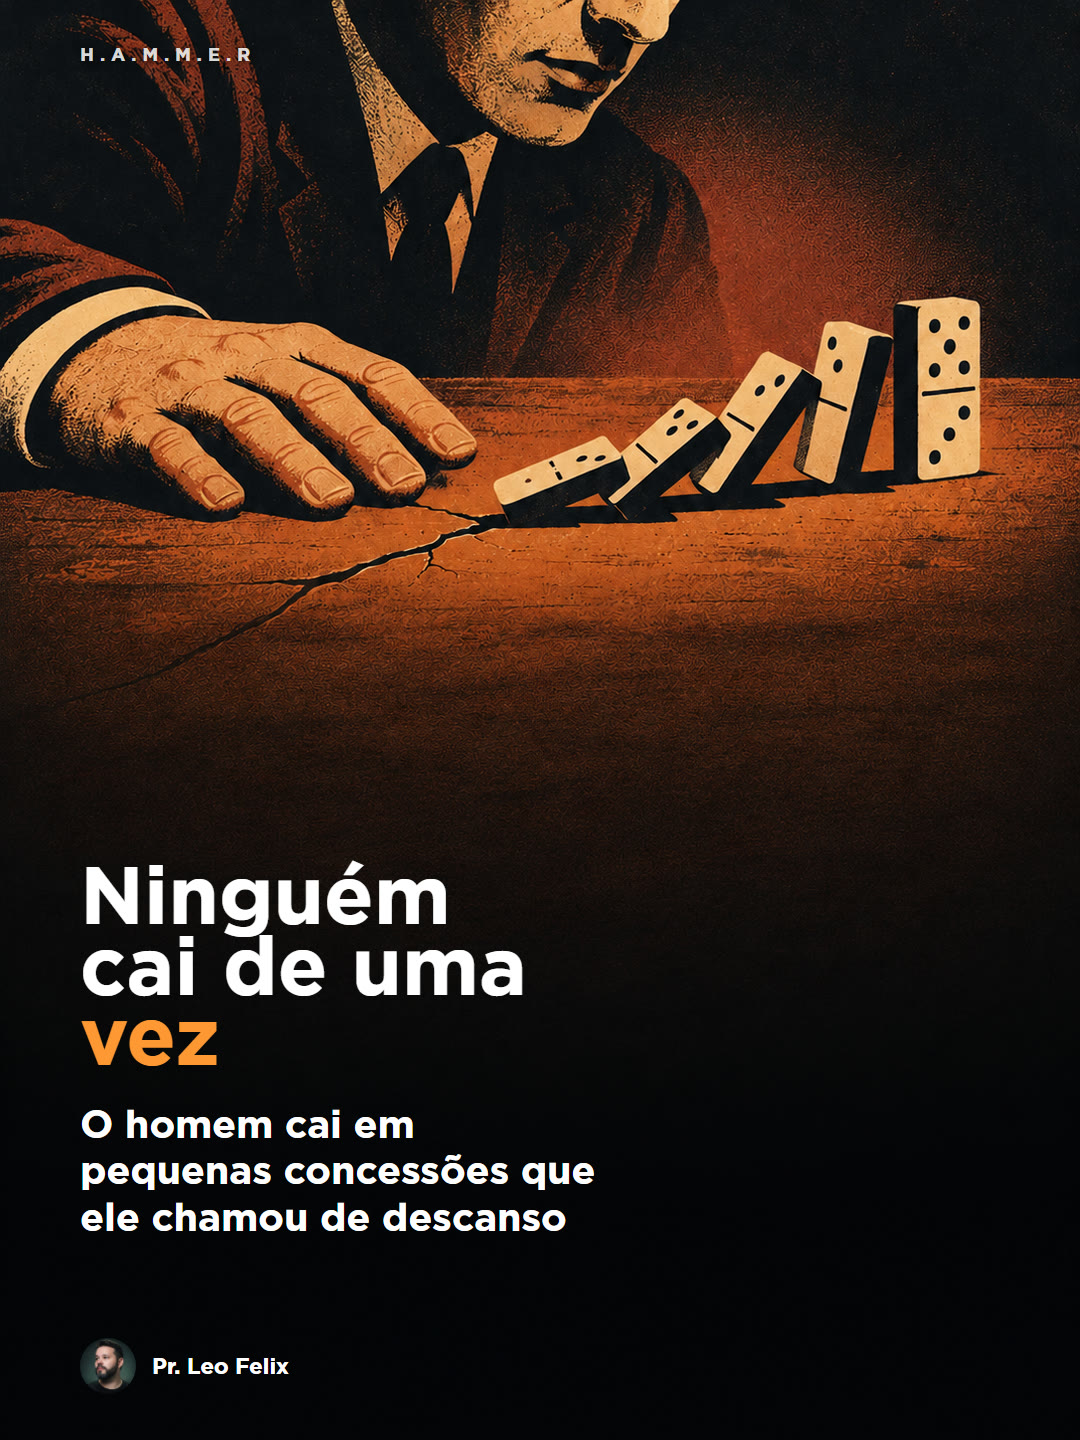 H.A.M.M.E.R
Ninguém
cai de uma
vez
O homem cai em
pequenas concessões que
ele chamou de descanso
Pr. Leo Felix